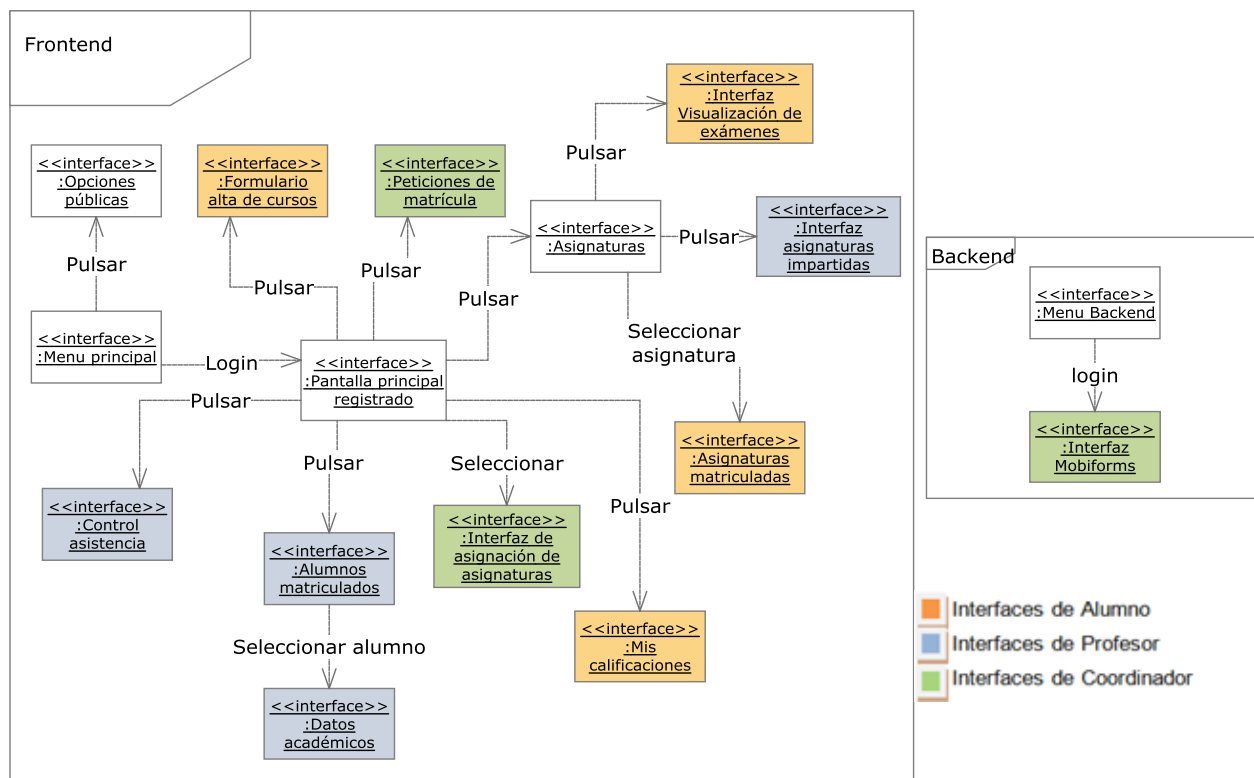 Frontend
<<interface>>
:Interfaz
Visualización de
exámenes
Pulsar
<<interface>>
:Opciones
públicas
<<interface>>
:Formulario
alta de cursos
<<interface>>
:Peticiones de
matrícula
<<interface>>
:Asignaturas
Pulsar
<<interface>>
:Interfaz
asignaturas
impartidas
Pulsar
Pulsar
Pulsar
Pulsar
Seleccionar
asignatura
<<interface>>
:Menu principal
Login
<<interface>>
:Pantalla principal
registrado
Pulsar
Pulsar
Seleccionar
Pulsar
<<interface>>
:Asignaturas
matriculadas
<<interface>>
:Control
asistencia
<<interface>>
:Alumnos
matriculados
<<interface>>
:Interfaz de
asignación de
asignaturas
Seleccionar alumno
<<interface>>
:Mis
calificaciones
<<interface>>
:Datos
académicos
Backend
<<interface>>
:Menu Backend
login
<<interface>>
:Interfaz
Mobiforms
Interfaces de Alumno
Interfaces de Profesor
Interfaces de Coordinador